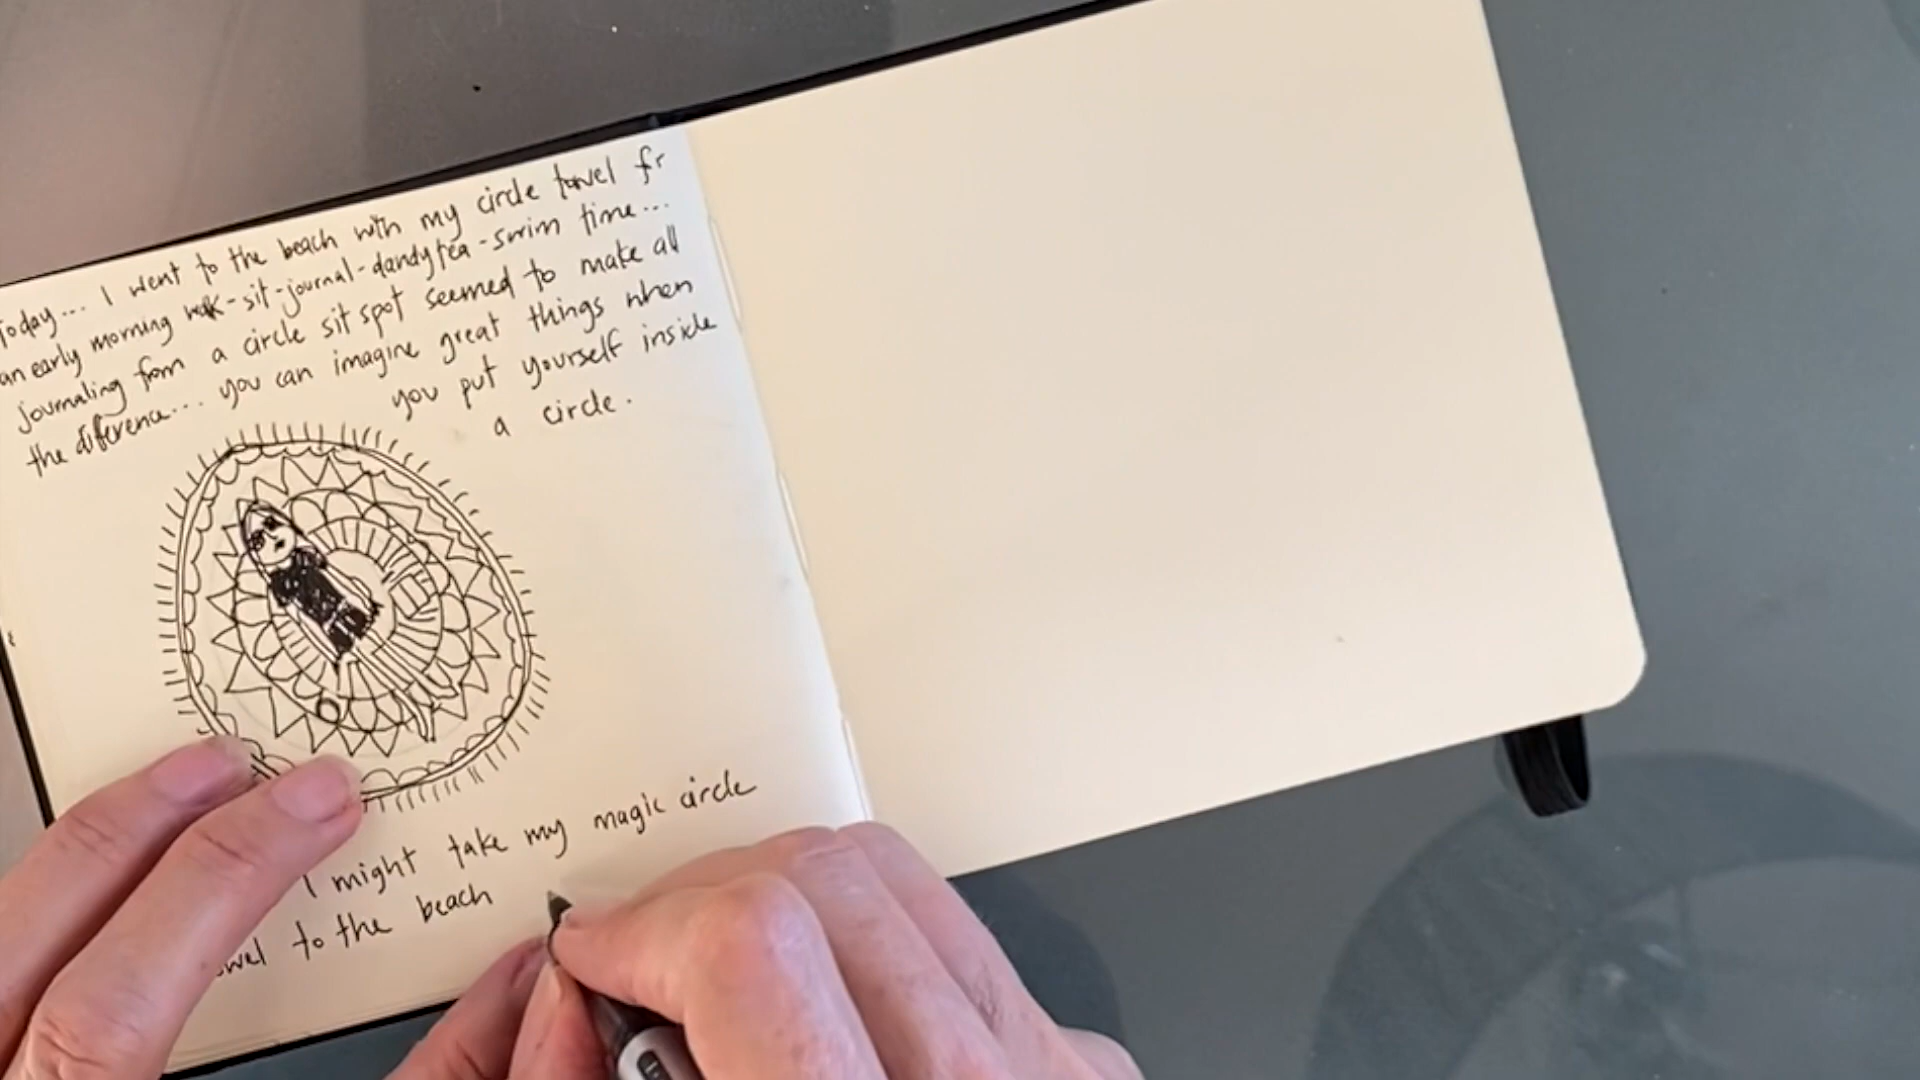 Today... I went to the beach with my circle towel fr
an early morning walk-sit-journal-dandy tea-swim time...
journaling from a circle sit spot seemed to make all
the diference... you can imagine great things when
you put yourself inside
a circle.
I might take my magic circle
owel to the beach